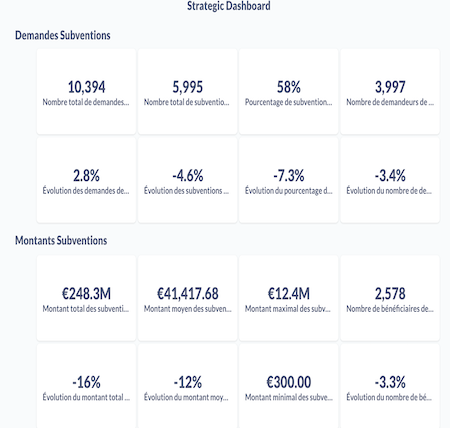 Strategic Dashboard
Demandes Subventions
10,394
Nombre total de demandes...
5,995
Nombre total de subventio...
58%
Pourcentage de subvention...
3,997
Nombre de demandeurs de ...
2.8%
Évolution des demandes de...
-4.6%
Évolution des subventions ...
-7.3%
Évolution du pourcentage d...
-3.4%
Évolution du nombre de de...
Montants Subventions
€248.3M
Montant total des subventi...
€41,417.68
Montant moyen des subven...
€12.4M
Montant maximal des subv...
2,578
Nombre de bénéficiaires de...
-16%
Évolution du montant total ...
-12%
Évolution du montant moy...
€300.00
Montant minimal des subve...
-3.3%
Évolution du nombre de bé...